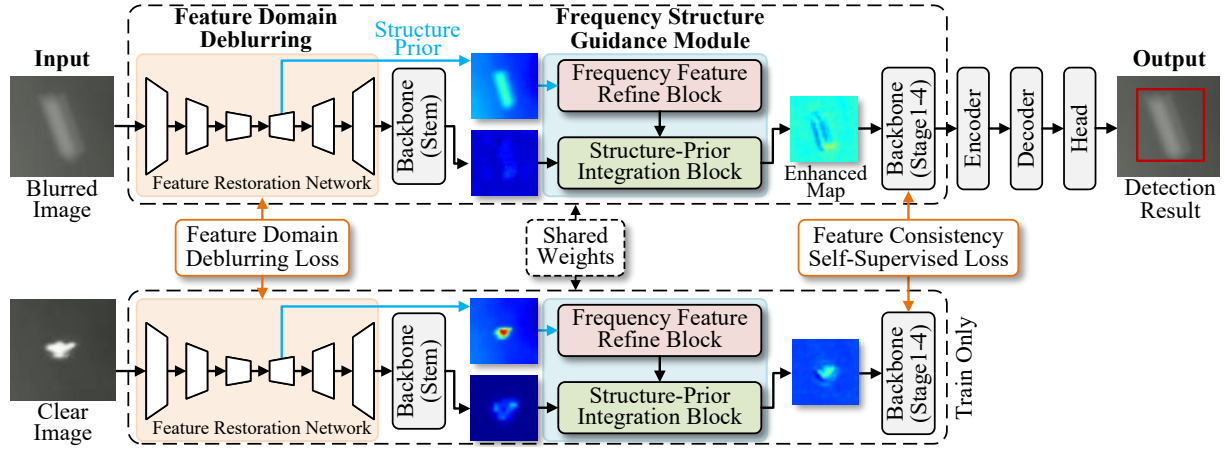 Feature Domain
Deblurring
Structure
Prior
Frequency Structure
Guidance Module
Input
Output
Backbone
(Stem)
Frequency Feature
Refine Block
Structure-Prior
Integration Block
Enhanced
Map
Backbone
(Stage1-4)
Encoder
Decoder
Head
Feature Restoration Network
Blurred
Image
Detection
Result
Feature Domain
Deblurring Loss
Shared
Weights
Feature Consistency
Self-Supervised Loss
Backbone
(Stem)
Frequency Feature
Refine Block
Structure-Prior
Integration Block
Backbone
(Stage1-4)
Train Only
Feature Restoration Network
Clear
Image